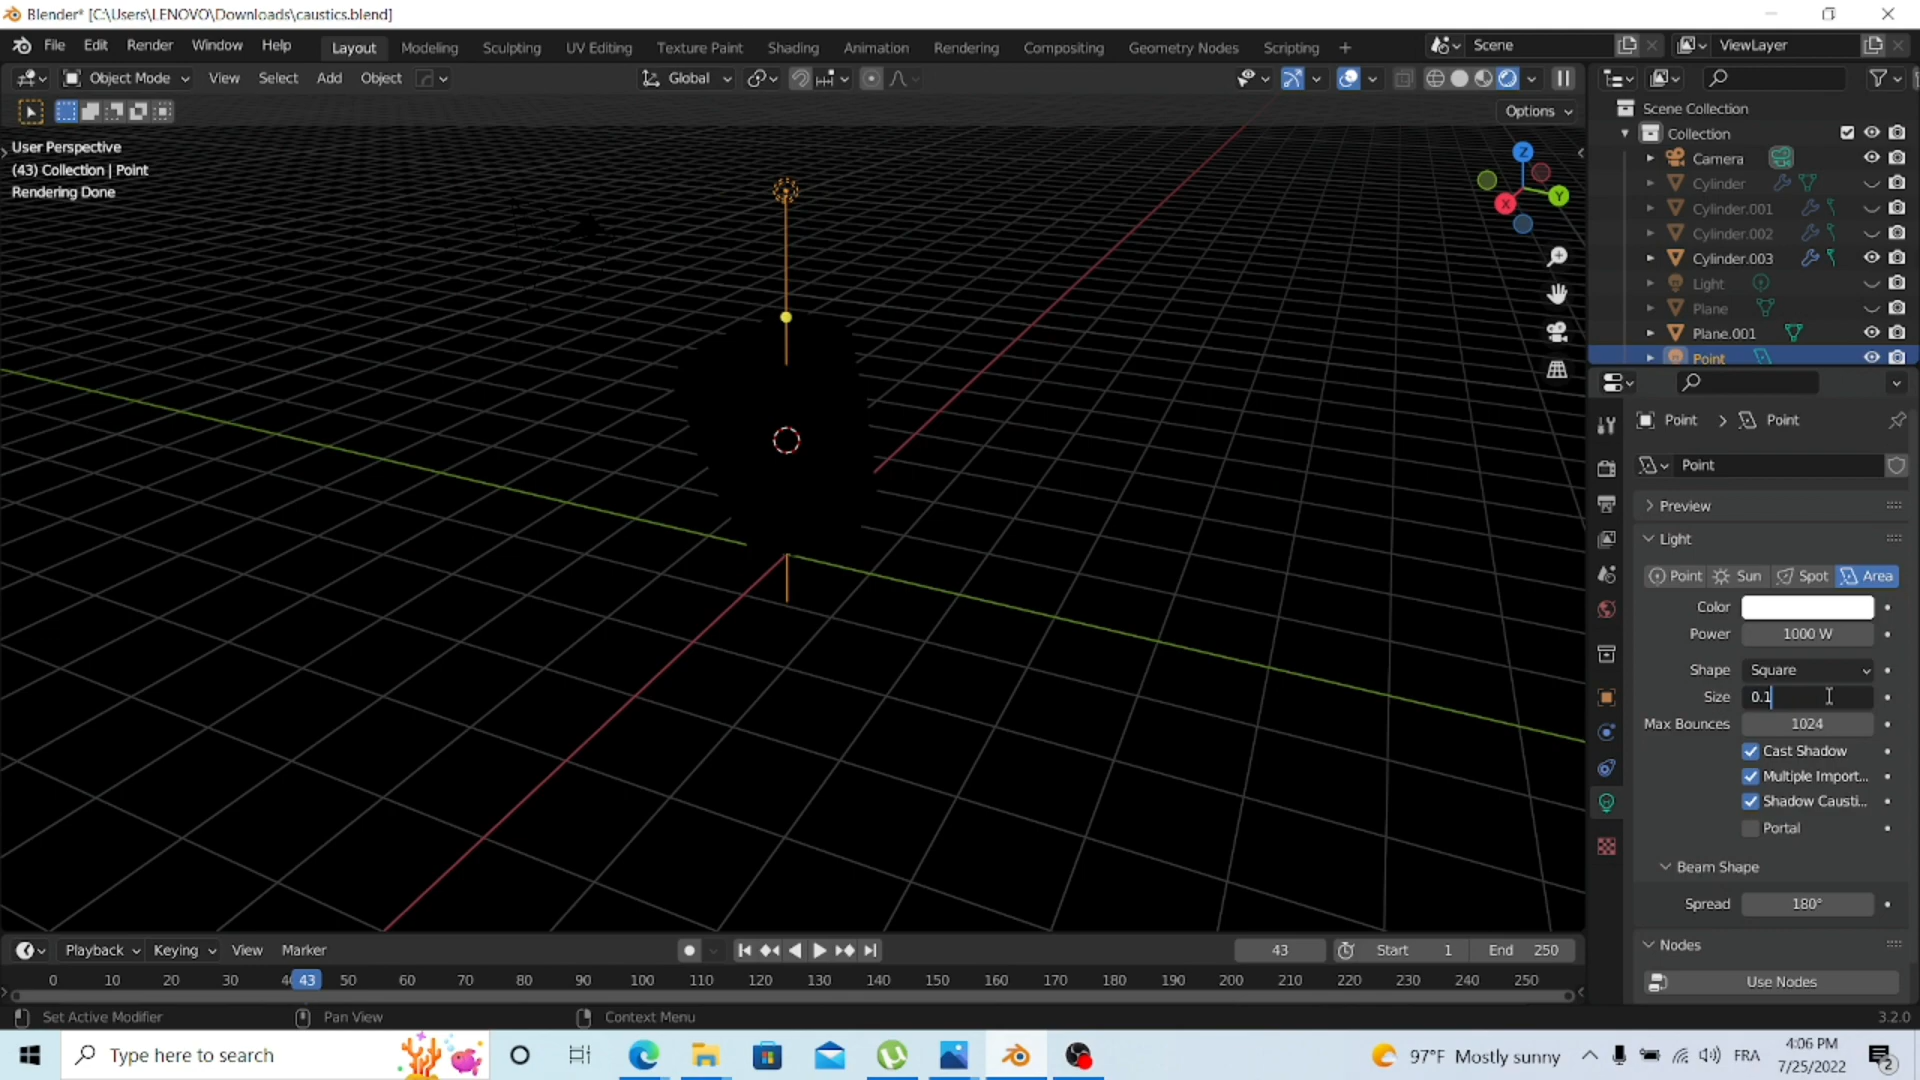 Blender* [C:\Users\LENOVO\Downloads\caustics.blend]
File Edit Render Window Help Layout Modeling Sculpting UV Editing Texture Paint Shading Animation Rendering Compositing Geometry Nodes Scripting + Scene ViewLayer
Object Mode View Select Add Object Global
Options
User Perspective
(43) Collection | Point
Rendering Done
Z
Y
X
Scene Collection
Collection
Camera
Cylinder
Cylinder.001
Cylinder.002
Cylinder.003
Light
Plane
Plane.001
Point
Point > Point
Point
Preview
Light
Point Sun Spot Area
Color
Power 1000 W
Shape Square
Size 0.1
Max Bounces 1024
Cast Shadow
Multiple Import...
Shadow Causti...
Portal
Beam Shape
Spread 180°
Nodes
Use Nodes
Playback Keying View Marker 43 Start 1 End 250
0 10 20 30 4 43 50 60 70 80 90 100 110 120 130 140 150 160 170 180 190 200 210 220 230 240 250
Set Active Modifier Pan View Context Menu 3.2.0
Type here to search 97°F Mostly sunny FRA 4:06 PM
7/25/2022 2